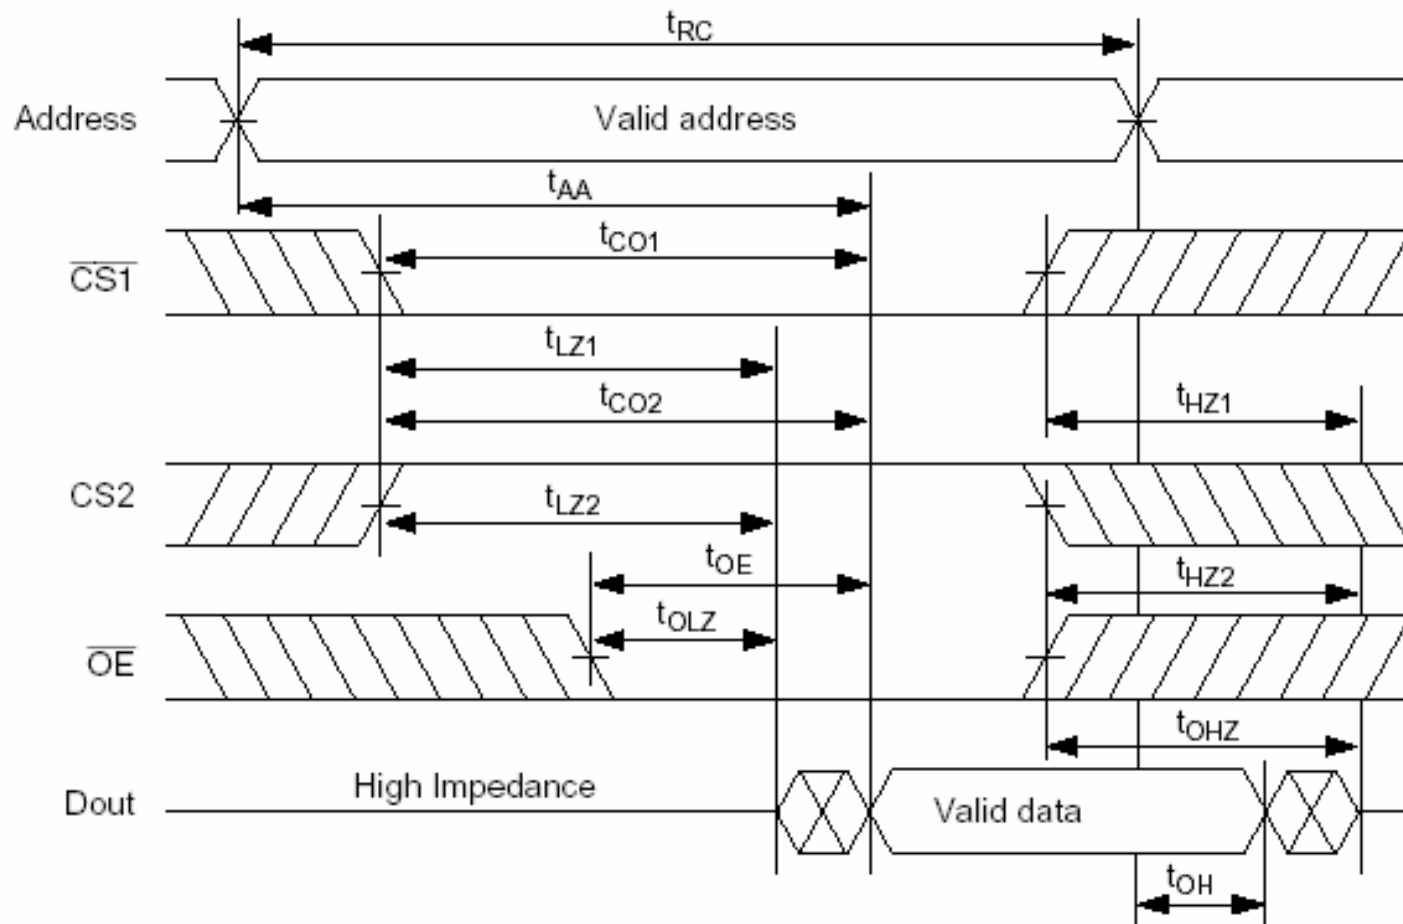 tRC
Address
Valid address
tAA
tCO1
CS1
tLZ1
tCO2
tHZ1
CS2
tLZ2
tOE
tHZ2
tOLZ
OE
tOHZ
High Impedance
Dout
Valid data
tOH